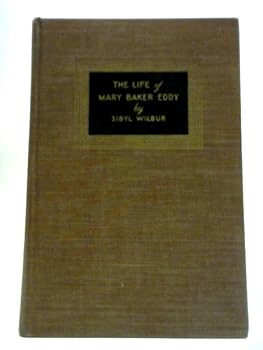 THE LIFE of
MARY BAKER EDDY
by
SIBYL WILBUR